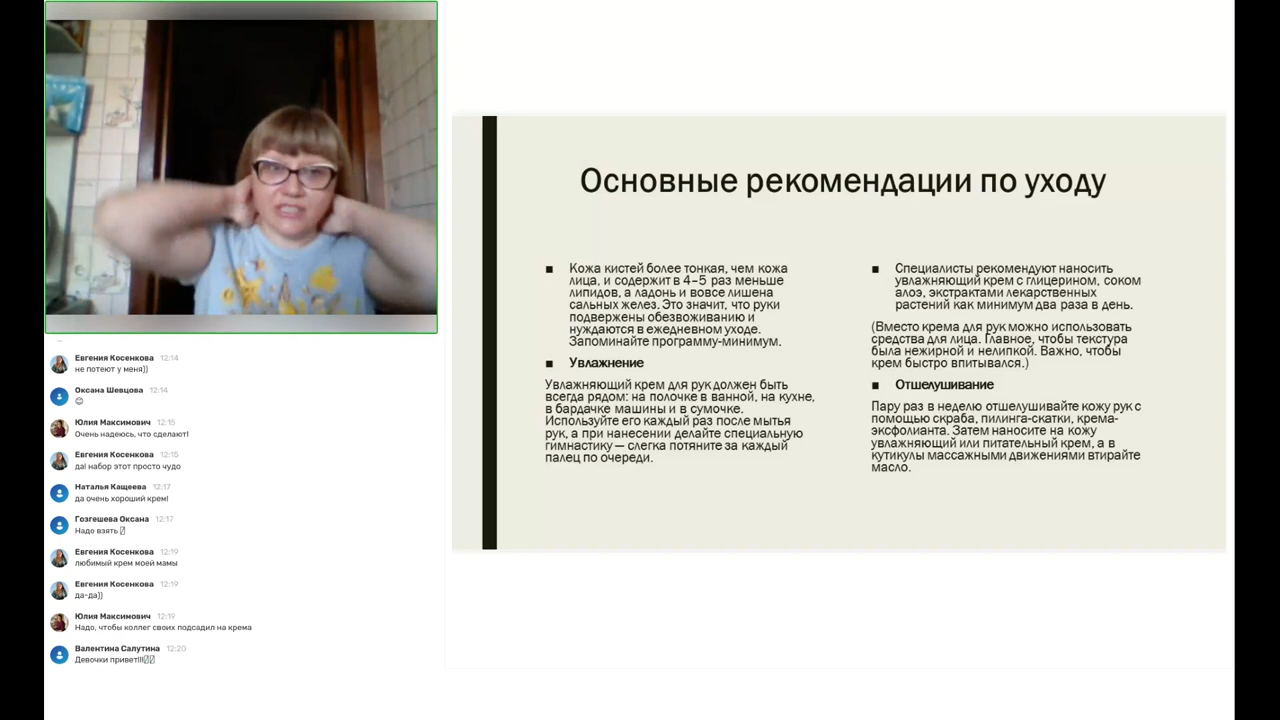 Евгения Косенкова 12:14
не потеют у меня))
Оксана Шевцова 12:14
Юлия Максимович 12:15
Очень надеюсь, что сделают!
Евгения Косенкова 12:15
да! набор этот просто чудо
Наталья Кащеева 12:17
да очень хороший крем!
Гозгешева Оксана 12:17
Надо взять
Евгения Косенкова 12:19
любимый крем моей мамы
Евгения Косенкова 12:19
да-да))
Юлия Максимович 12:19
Надо, чтобы коллег своих подсадил на крема
Валентина Салутина 12:20
Девочки привет!!!
Основные рекомендации по уходу
■ Кожа кистей более тонкая, чем кожа
лица, и содержит в 4–5 раз меньше
липидов, а ладонь и вовсе лишена
сальных желез. Это значит, что руки
подвержены обезвоживанию и
нуждаются в ежедневном уходе.
Запоминайте программу-минимум.
■ Увлажнение
Увлажняющий крем для рук должен быть
всегда рядом: на полочке в ванной, на кухне,
в бардачке машины и в сумочке.
Используйте его каждый раз после мытья
рук, а при нанесении делайте специальную
гимнастику — слегка потяните за каждый
палец по очереди.
■ Специалисты рекомендуют наносить
увлажняющий крем с глицерином, соком
алоэ, экстрактами лекарственных
растений как минимум два раза в день.
(Вместо крема для рук можно использовать
средства для лица. Главное, чтобы текстура
была нежирной и нелипкой. Важно, чтобы
крем быстро впитывался.)
■ Отшелушивание
Пару раз в неделю отшелушивайте кожу рук с
помощью скраба, пилинга-скатки, крема-
эксфолианта. Затем наносите на кожу
увлажняющий или питательный крем, а в
кутикулы массажными движениями втирайте
масло.